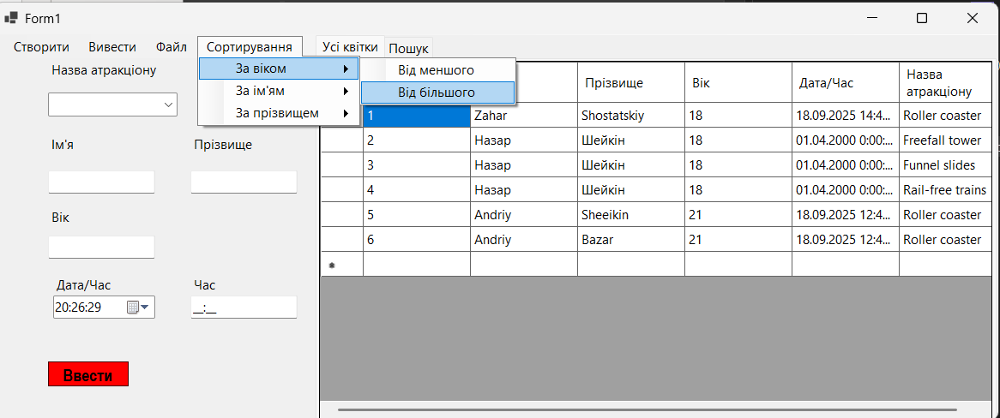 Form1
Створити Вивести Файл Сортирування Усі квітки Пошук
За віком
За ім'ям
За прізвищем
Від меншого
Від більшого
Назва атракціону
Ім'я Прізвище
Вік
Дата/Час Час
20:26:29 __:__
Ввести
Прізвище Вік Дата/Час Назва
атракціону
1 Zahar Shostatskiy 18 18.09.2025 14:4... Roller coaster
2 Назар Шейкін 18 01.04.2000 0:00:... Freefall tower
3 Назар Шейкін 18 01.04.2000 0:00:... Funnel slides
4 Назар Шейкін 18 01.04.2000 0:00:... Rail-free trains
5 Andriy Sheeikin 21 18.09.2025 12:4... Roller coaster
6 Andriy Bazar 21 18.09.2025 12:4... Roller coaster